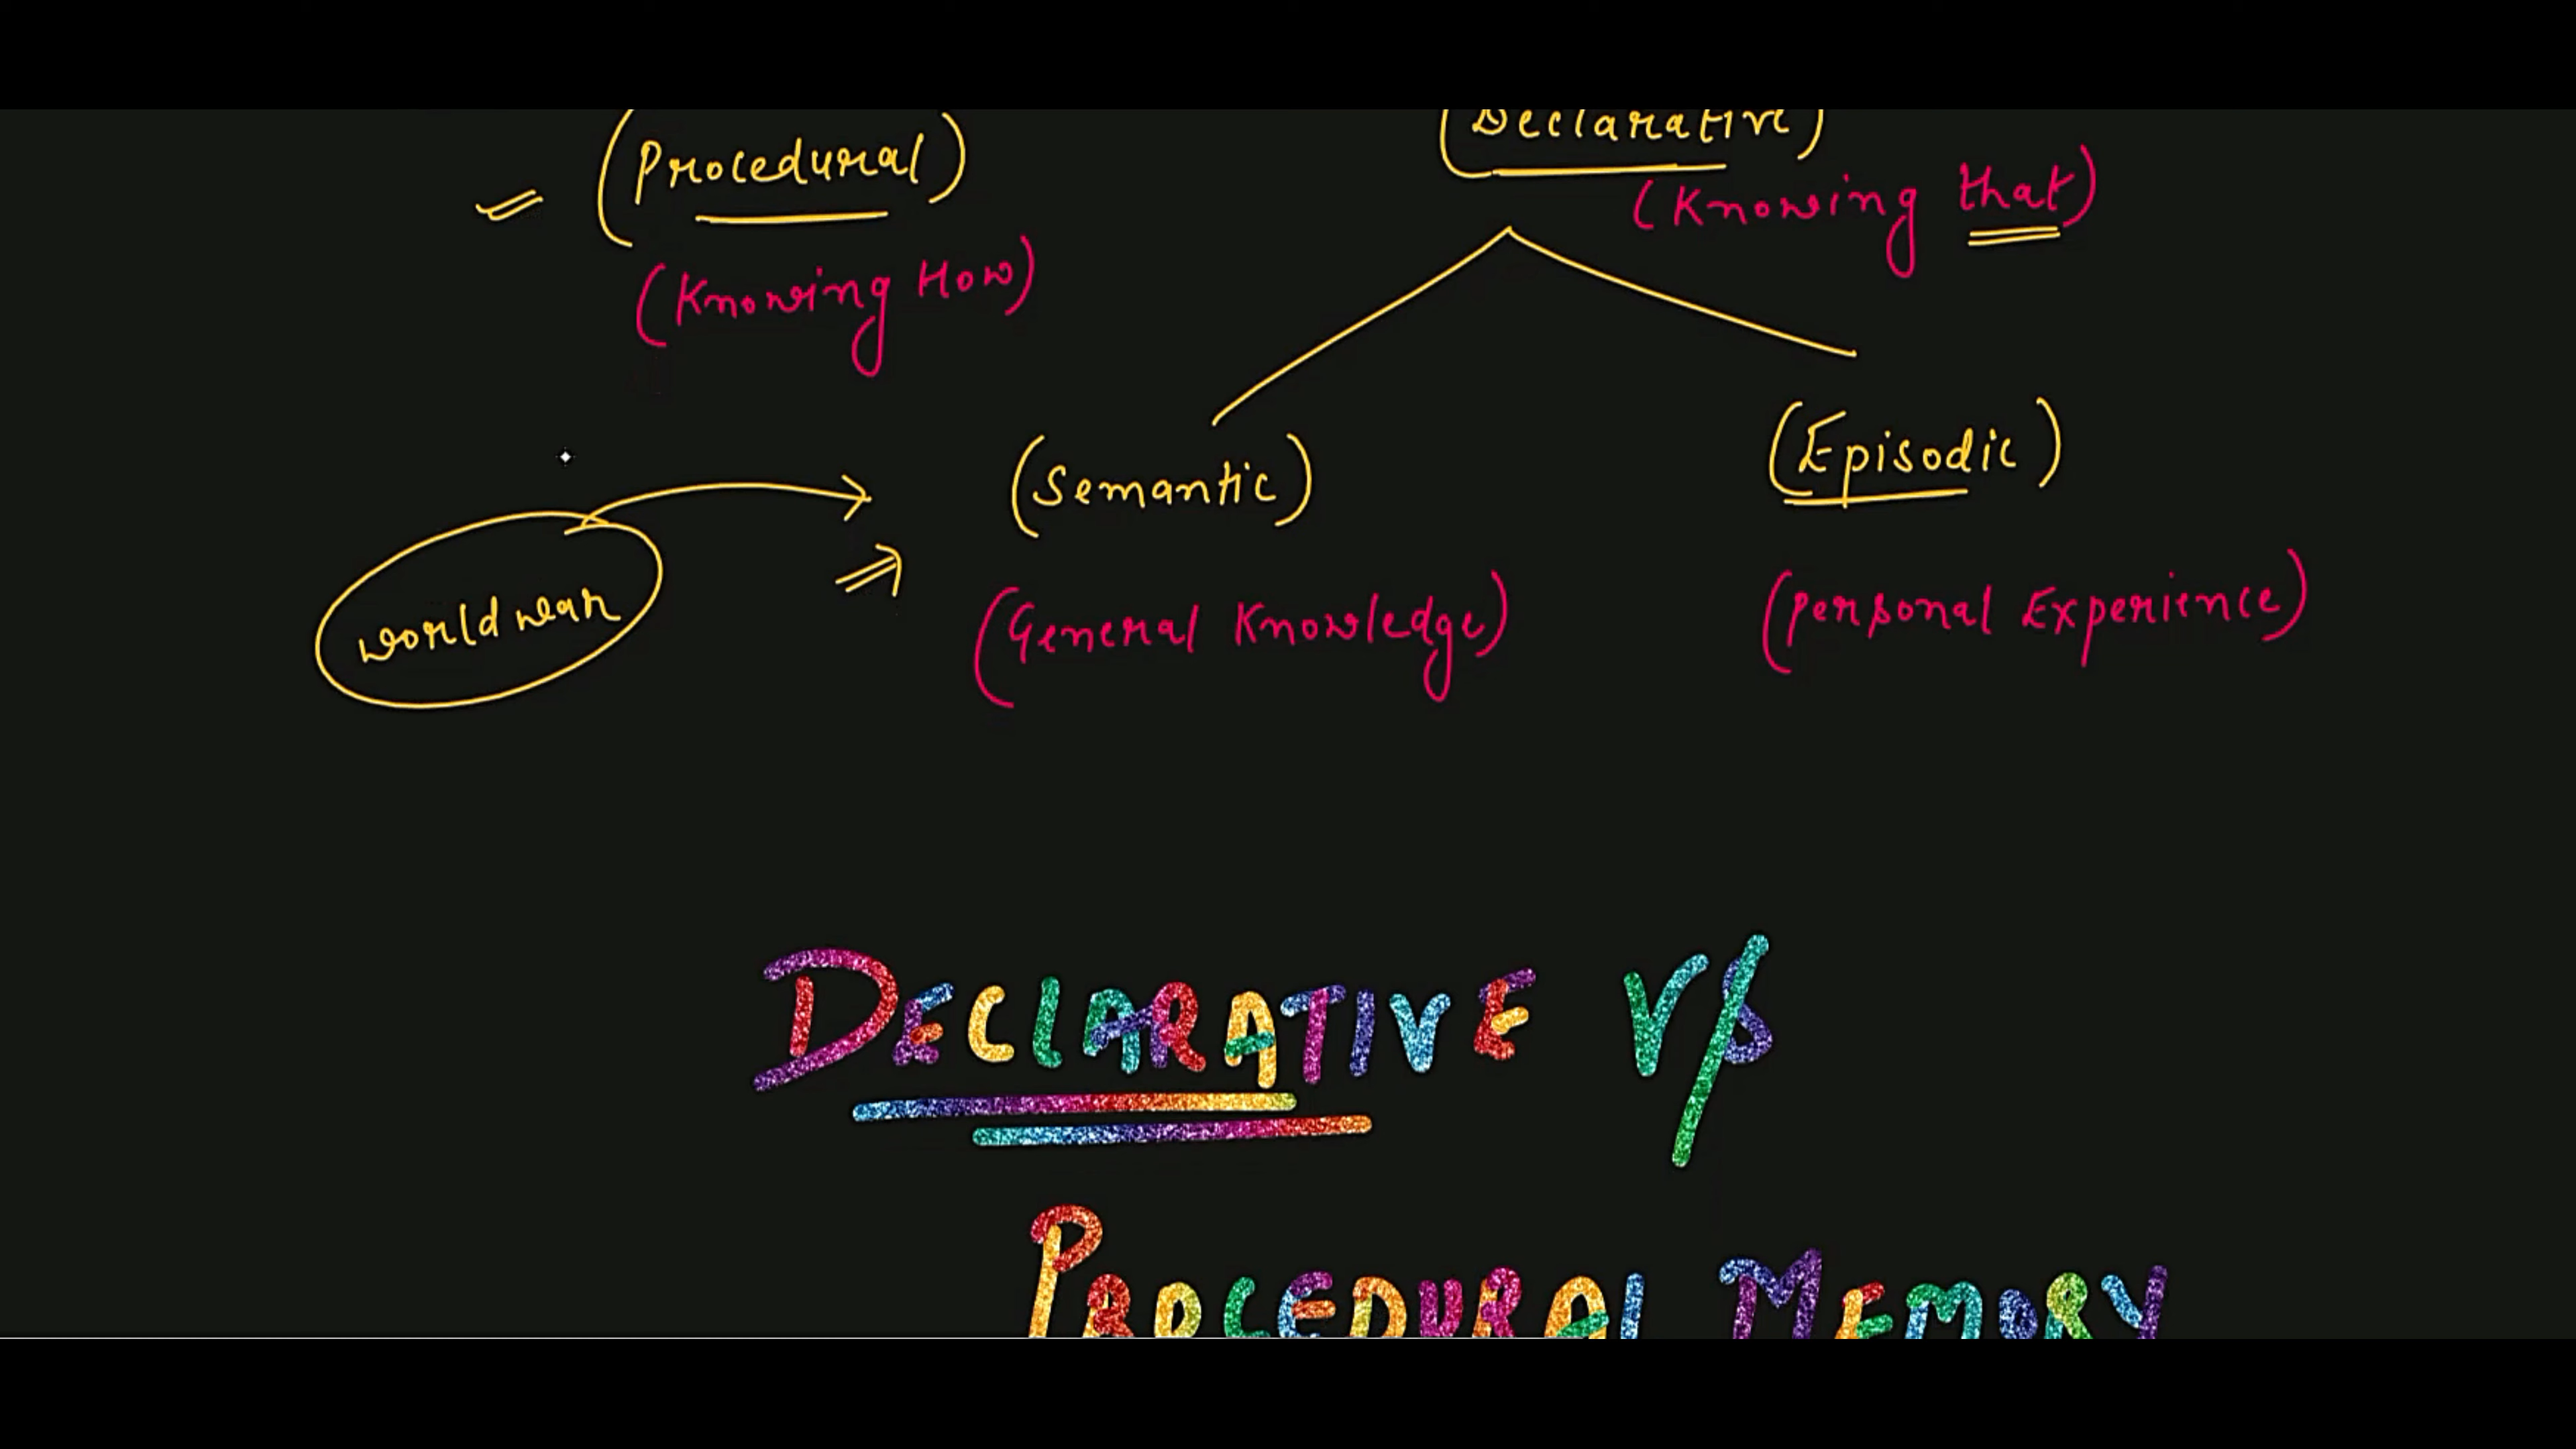 (Procedural)
(Declarative)
(Knowing that)
(Knowing How)
(Semantic)
(Episodic)
world war
(General Knowledge)
(Personal Experience)
DECLARATIVE VS
PROCEDURAL MEMORY